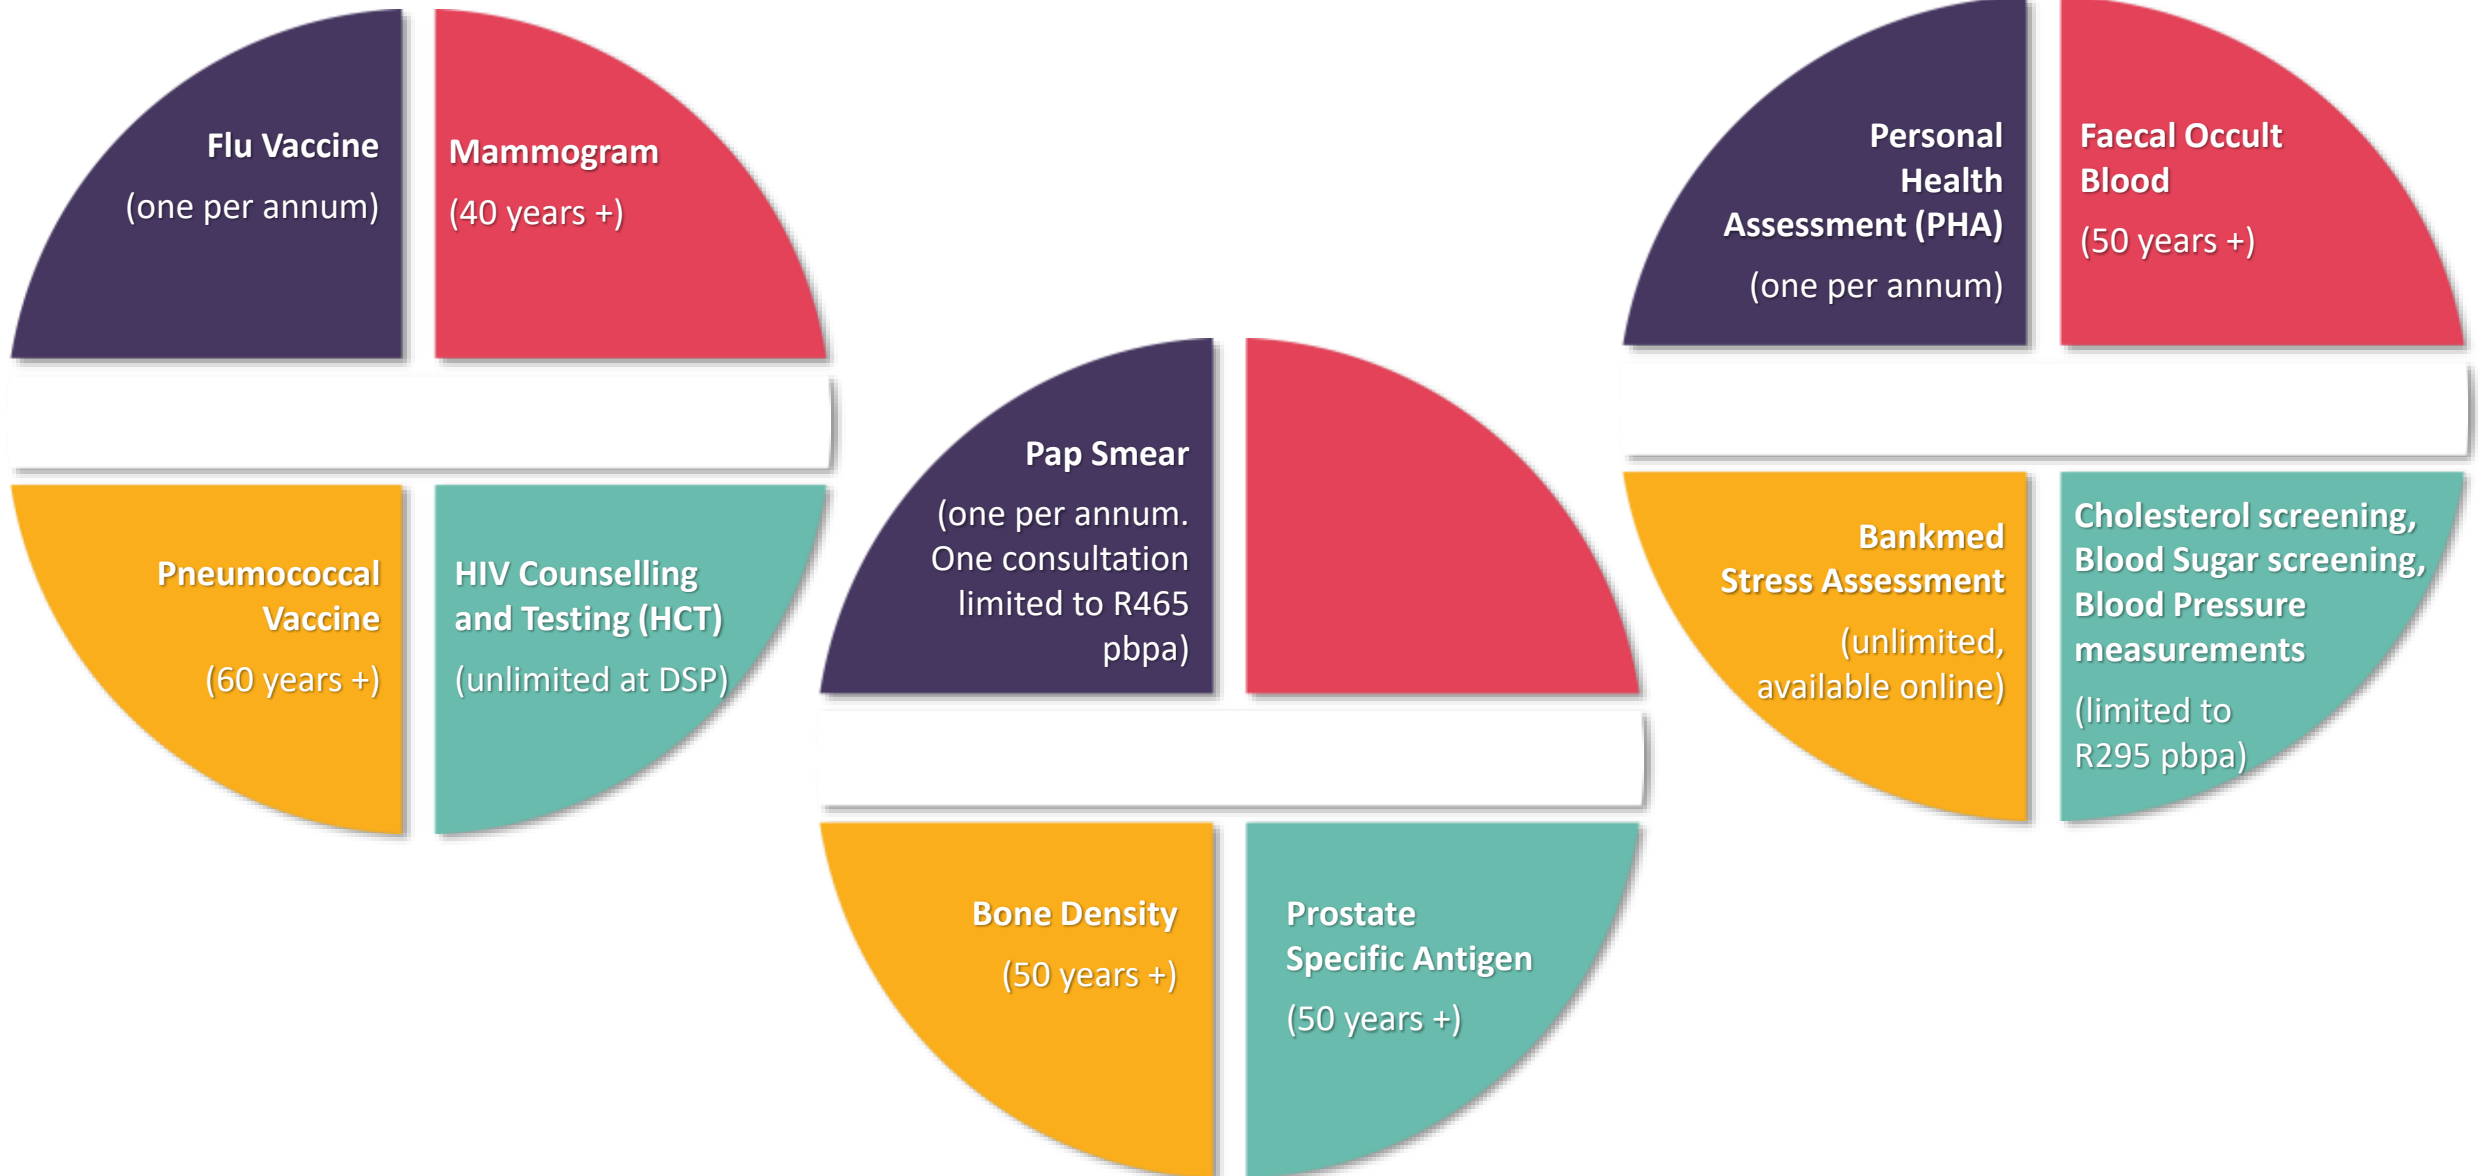 Flu Vaccine
(one per annum)
Mammogram
(40 years +)
Pneumococcal
Vaccine
(60 years +)
HIV Counselling
and Testing (HCT)
(unlimited at DSP)
Pap Smear
(one per annum.
One consultation
limited to R465
pbpa)
Bone Density
(50 years +)
Prostate
Specific Antigen
(50 years +)
Personal
Health
Assessment (PHA)
(one per annum)
Faecal Occult
Blood
(50 years +)
Bankmed
Stress Assessment
(unlimited,
available online)
Cholesterol screening,
Blood Sugar screening,
Blood Pressure
measurements
(limited to
R295 pbpa)